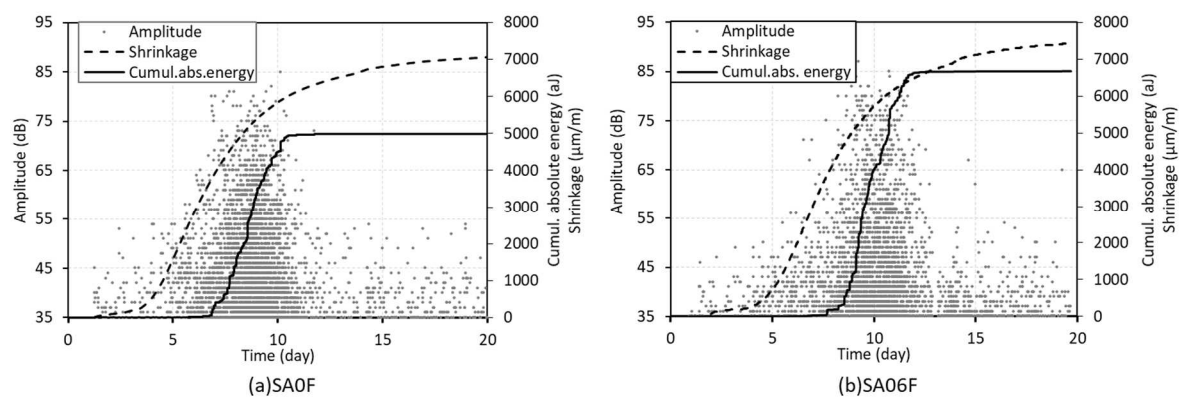 95
85
75
65
55
45
35
Amplitude (dB)
8000
7000
6000
5000
4000
3000
2000
1000
0
Cumul. absolute energy (aJ)
Shrinkage (µm/m)
Amplitude
Shrinkage
Cumul.abs.energy
0 5 10 15 20
Time (day)
(a)SA0F
95
85
75
65
55
45
35
Amplitude (dB)
8000
7000
6000
5000
4000
3000
2000
1000
0
Cumul. absolute energy (aJ)
Shrinkage (µm/m)
Amplitude
Shrinkage
Cumul.abs. energy
0 5 10 15 20
Time (day)
(b)SA06F